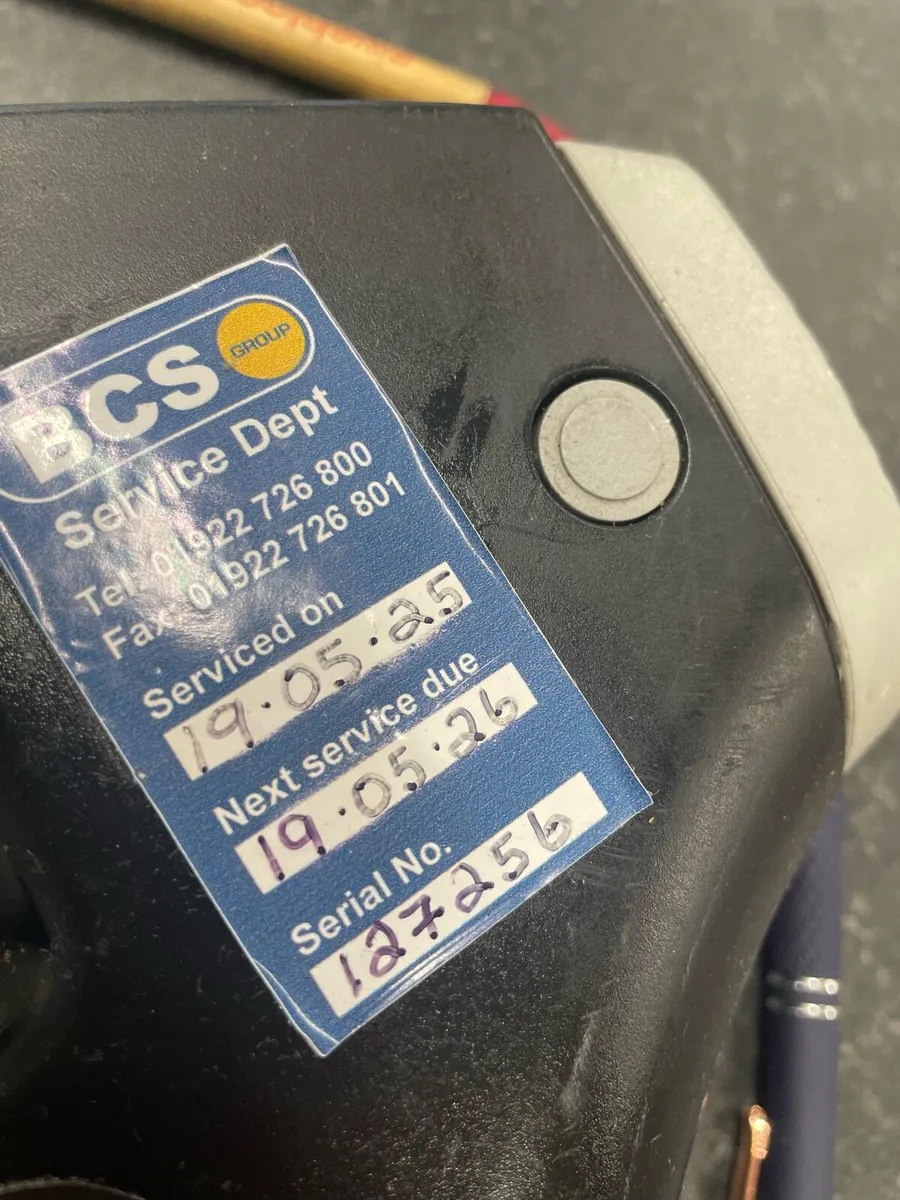 BCS GROUP
Service Dept
Tel 01922 726 800
Fax 01922 726 801
Serviced on
19.05.25
Next service due
19.05.26
Serial No.
127256